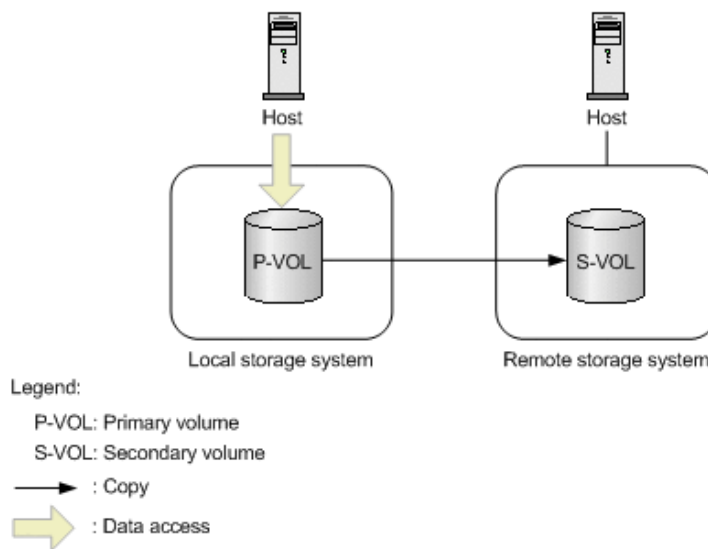 Host
Host
P-VOL
S-VOL
Local storage system
Remote storage system
Legend:
P-VOL: Primary volume
S-VOL: Secondary volume
: Copy
: Data access